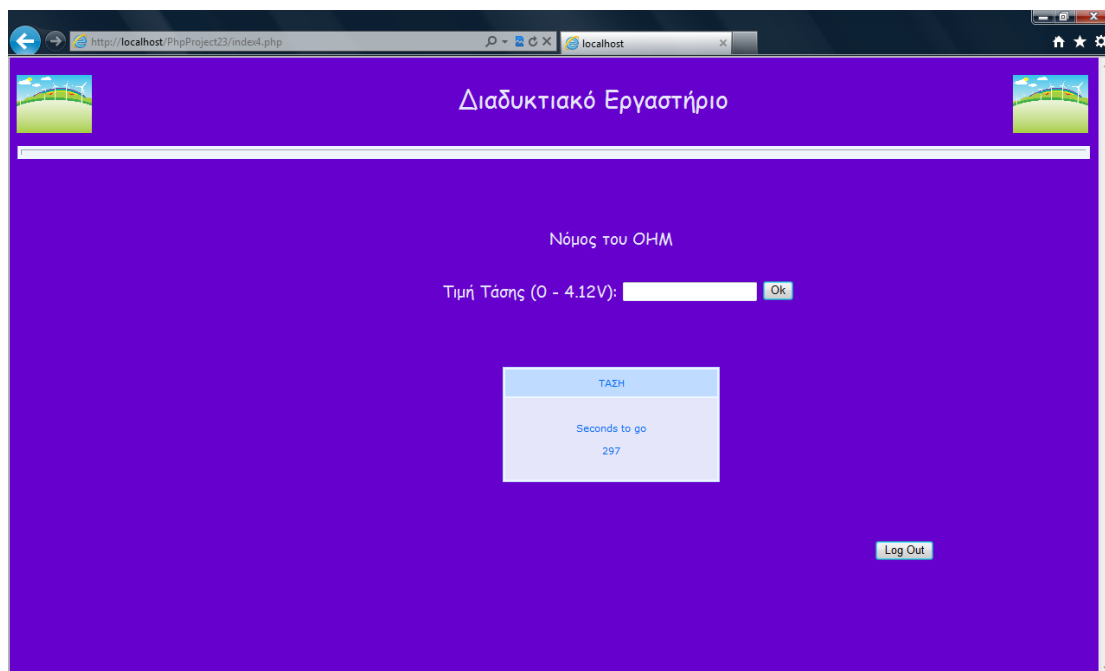 http://localhost/PhpProject23/index4.php
localhost
Διαδυκτιακό Εργαστήριο
Νόμος του ΟΗΜ
Τιμή Τάσης (0 - 4.12V): Ok
ΤΑΣΗ
Seconds to go
297
Log Out